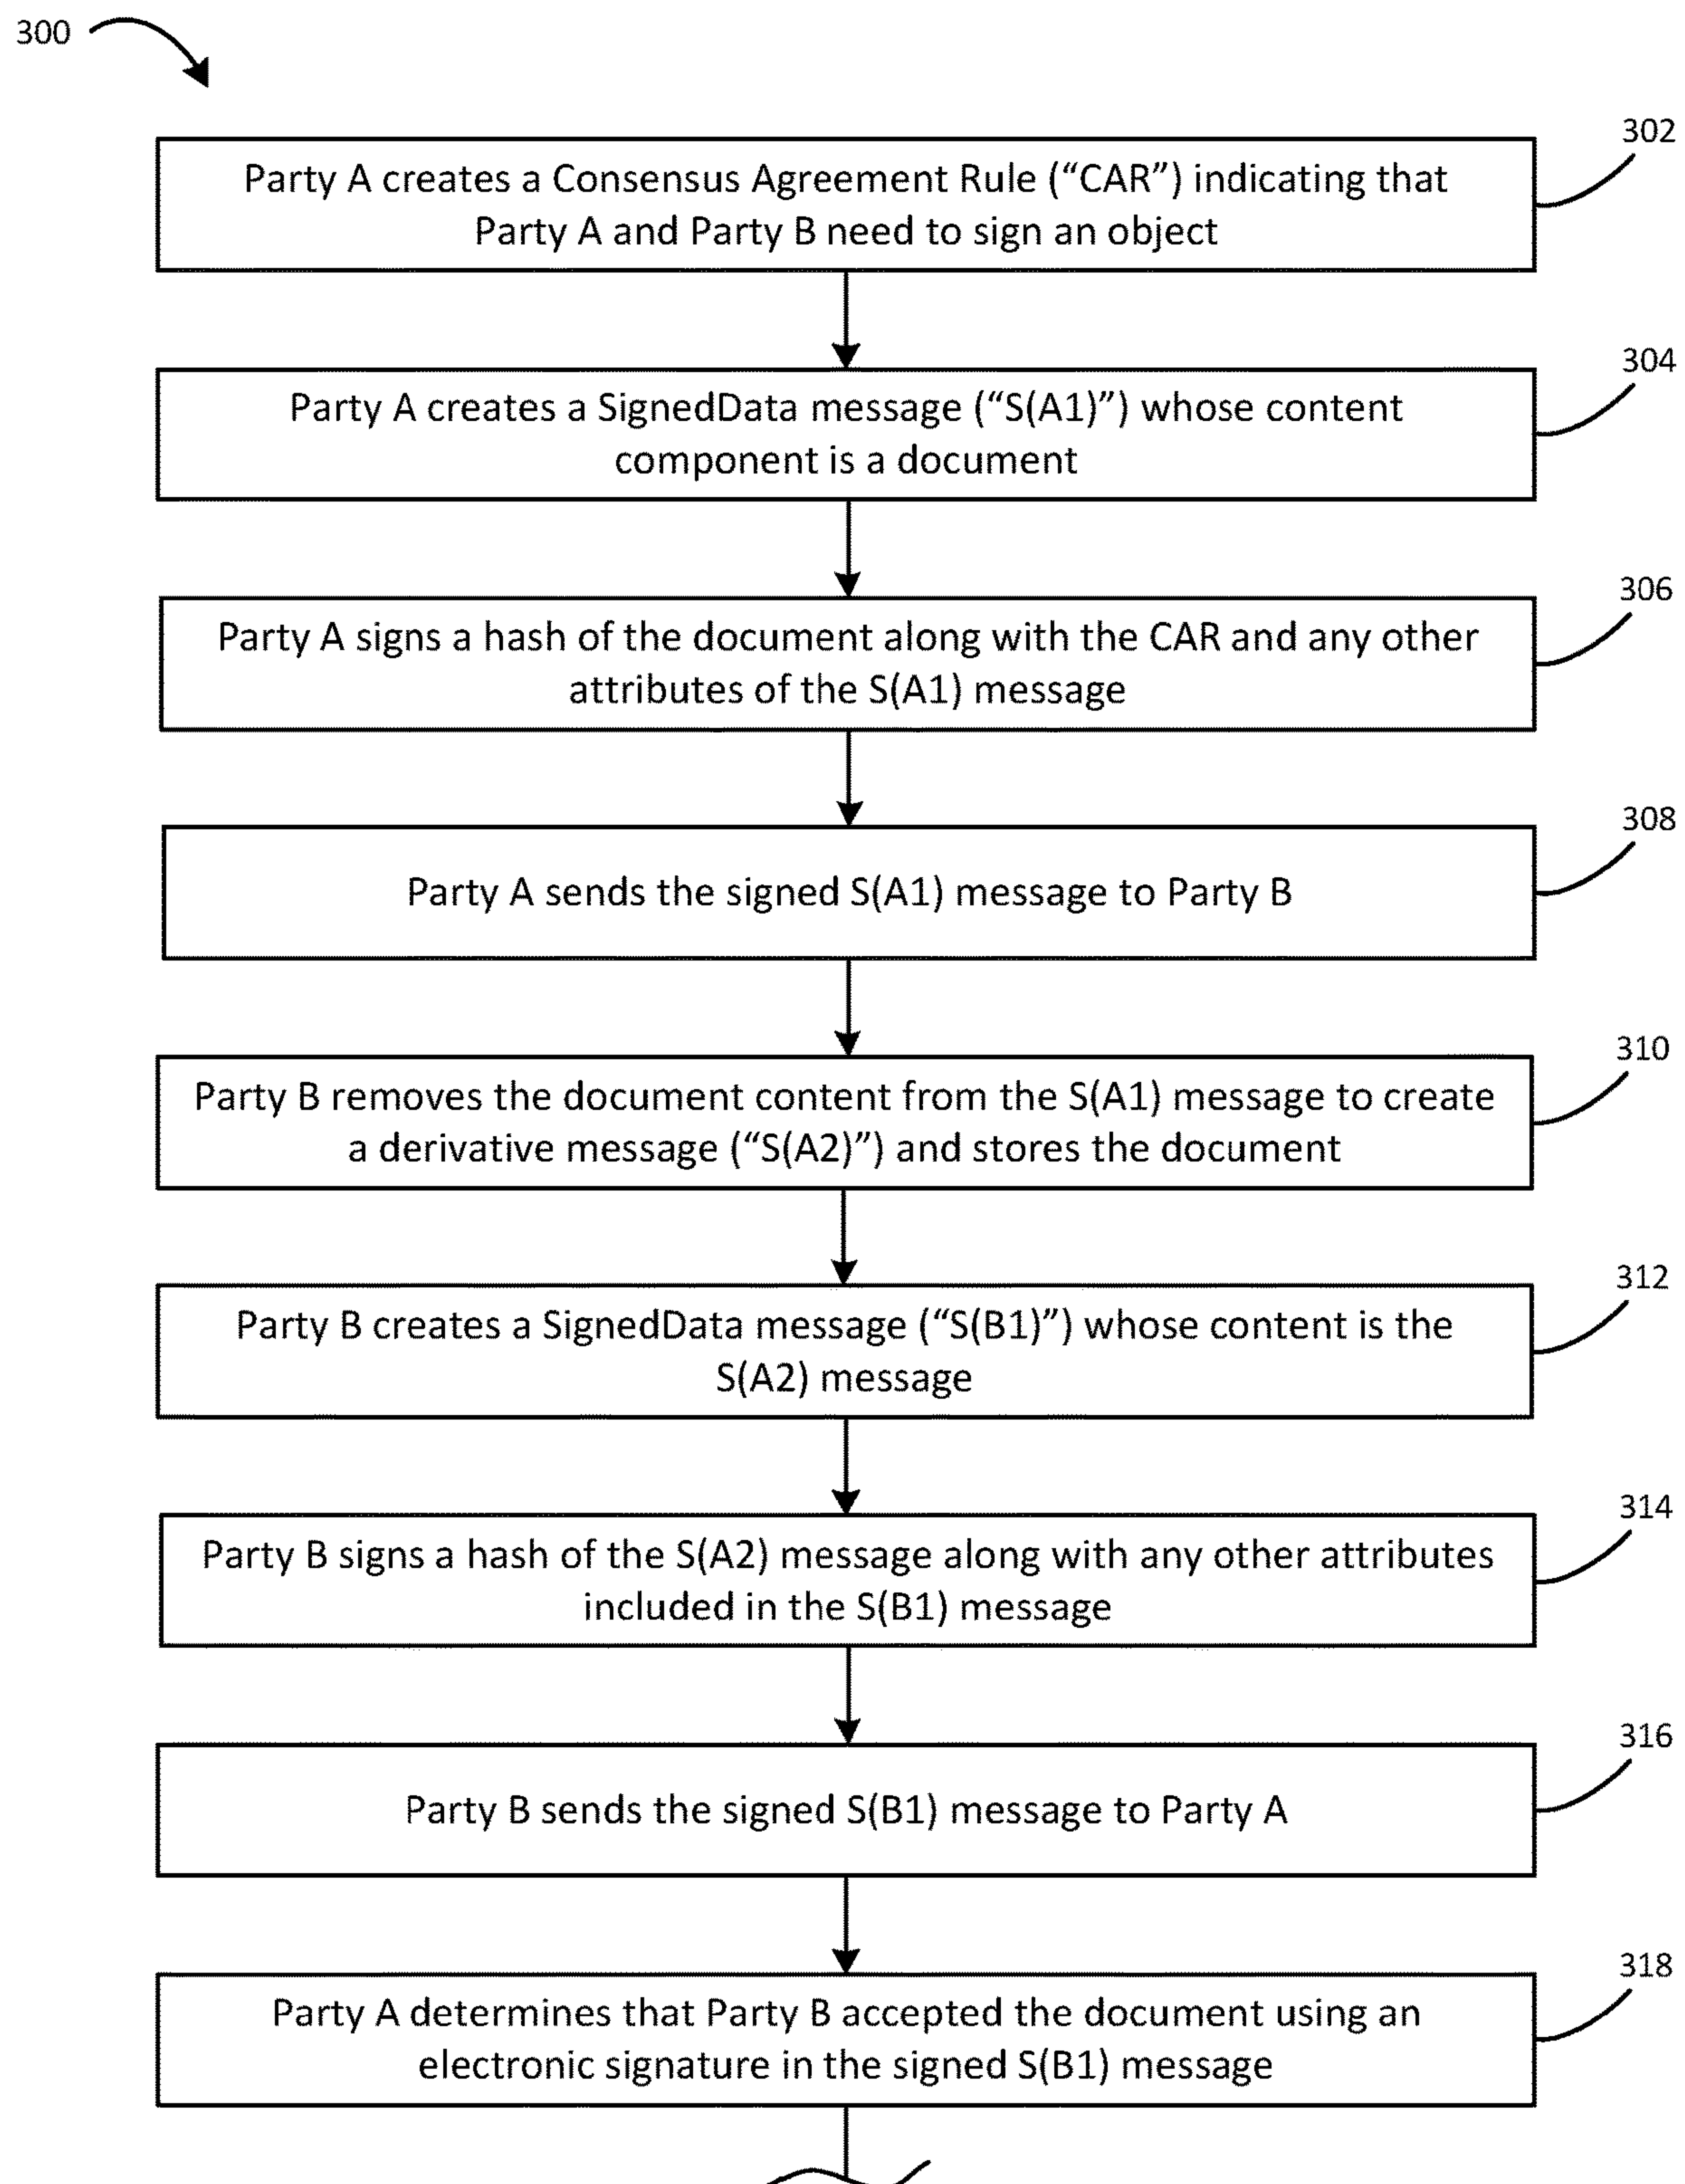 300
302
Party A creates a Consensus Agreement Rule (“CAR”) indicating that
Party A and Party B need to sign an object
304
Party A creates a SignedData message (“S(A1)”) whose content
component is a document
306
Party A signs a hash of the document along with the CAR and any other
attributes of the S(A1) message
308
Party A sends the signed S(A1) message to Party B
310
Party B removes the document content from the S(A1) message to create
a derivative message (“S(A2)”) and stores the document
312
Party B creates a SignedData message (“S(B1)”) whose content is the
S(A2) message
314
Party B signs a hash of the S(A2) message along with any other attributes
included in the S(B1) message
316
Party B sends the signed S(B1) message to Party A
318
Party A determines that Party B accepted the document using an
electronic signature in the signed S(B1) message